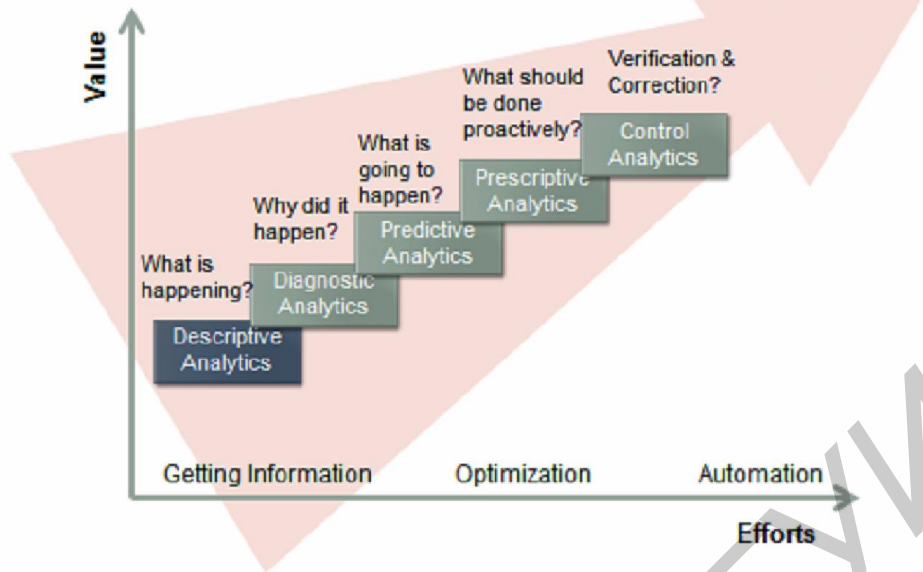 Value
Verification &
Correction?
Control
Analytics
What should
be done
proactively?
Prescriptive
Analytics
What is
going to
happen?
Predictive
Analytics
Why did it
happen?
Diagnostic
Analytics
What is
happening?
Descriptive
Analytics
Getting Information
Optimization
Automation
Efforts